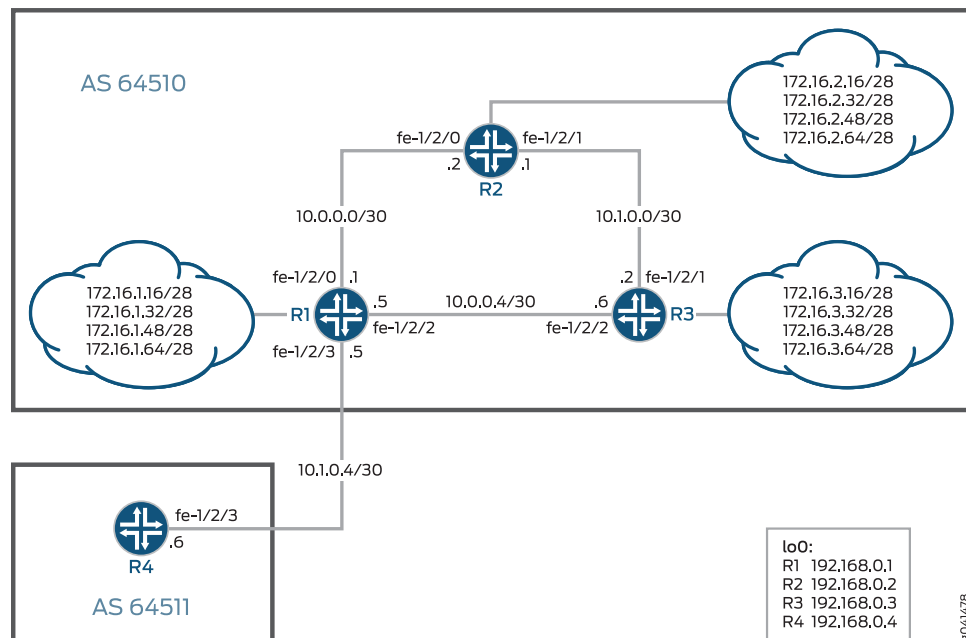 AS 64510
172.16.2.16/28
172.16.2.32/28
172.16.2.48/28
172.16.2.64/28
fe-1/2/0
fe-1/2/1
.2
.1
R2
10.0.0.0/30
10.1.0.0/30
172.16.1.16/28
172.16.1.32/28
172.16.1.48/28
172.16.1.64/28
fe-1/2/0
.1
R1
.5
fe-1/2/2
fe-1/2/3
.5
10.0.0.4/30
.2
fe-1/2/1
.6
fe-1/2/2
R3
172.16.3.16/28
172.16.3.32/28
172.16.3.48/28
172.16.3.64/28
10.1.0.4/30
fe-1/2/3
.6
R4
AS 64511
lo0:
R1 192.168.0.1
R2 192.168.0.2
R3 192.168.0.3
R4 192.168.0.4
g041478